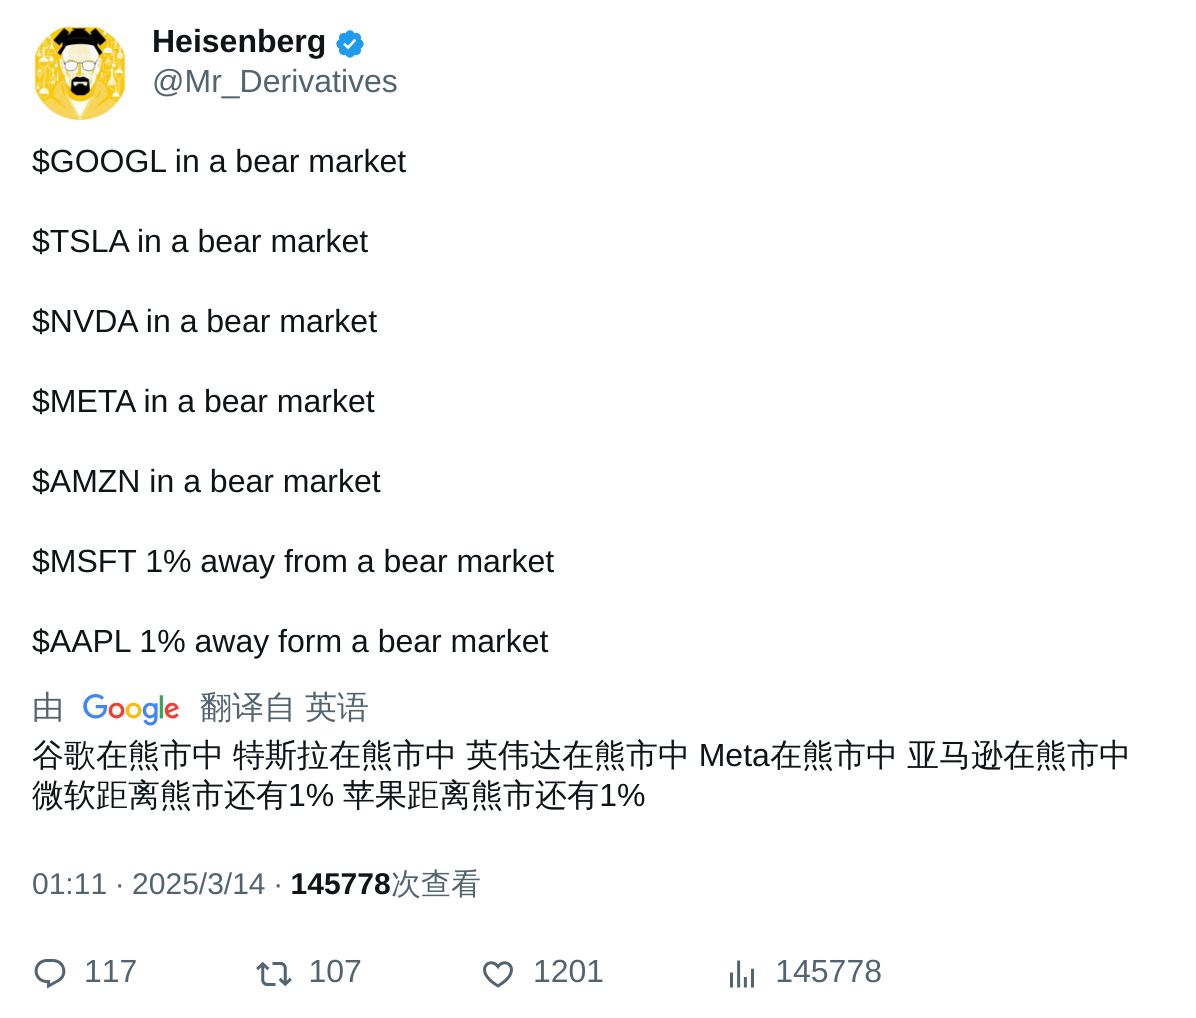 Heisenberg
@Mr_Derivatives
$GOOGL in a bear market
$TSLA in a bear market
$NVDA in a bear market
$META in a bear market
$AMZN in a bear market
$MSFT 1% away from a bear market
$AAPL 1% away form a bear market
由 Google 翻译自 英语
谷歌在熊市中 特斯拉在熊市中 英伟达在熊市中 Meta在熊市中 亚马逊在熊市中
微软距离熊市还有1% 苹果距离熊市还有1%
01:11 · 2025/3/14 · 145778次查看
117 107 1201 145778